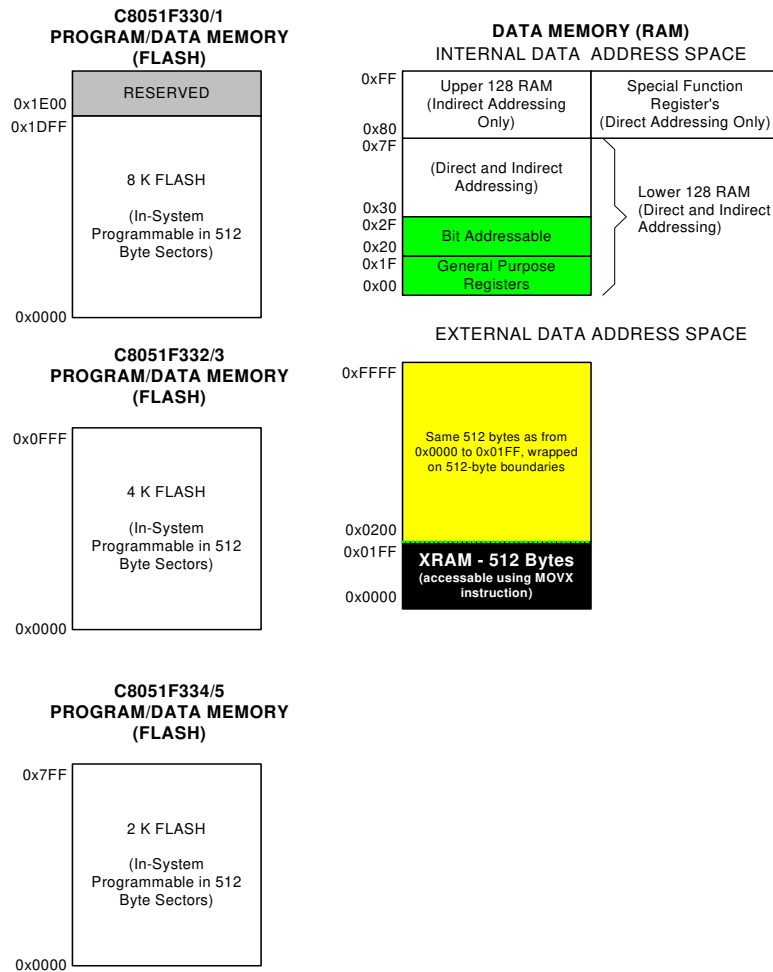 C8051F330/1
PROGRAM/DATA MEMORY
(FLASH)
RESERVED
0x1E00
0x1DFF
8 K FLASH
(In-System
Programmable in 512
Byte Sectors)
0x0000
C8051F332/3
PROGRAM/DATA MEMORY
(FLASH)
0x0FFF
4 K FLASH
(In-System
Programmable in 512
Byte Sectors)
0x0000
C8051F334/5
PROGRAM/DATA MEMORY
(FLASH)
0x7FF
2 K FLASH
(In-System
Programmable in 512
Byte Sectors)
0x0000
DATA MEMORY (RAM)
INTERNAL DATA ADDRESS SPACE
0xFF
Upper 128 RAM
(Indirect Addressing
Only)
Special Function
Register's
(Direct Addressing Only)
0x80
0x7F
(Direct and Indirect
Addressing)
Lower 128 RAM
(Direct and Indirect
Addressing)
0x30
0x2F
Bit Addressable
0x20
0x1F
General Purpose
Registers
0x00
EXTERNAL DATA ADDRESS SPACE
0xFFFF
Same 512 bytes as from
0x0000 to 0x01FF, wrapped
on 512-byte boundaries
0x0200
0x01FF
XRAM - 512 Bytes
(accessable using MOVX
instruction)
0x0000